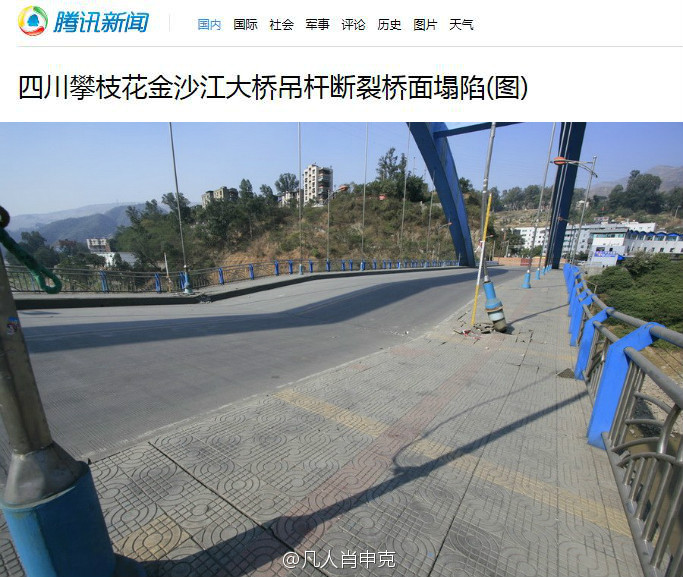 腾讯新闻
国内 国际 社会 军事 评论 历史 图片 天气
四川攀枝花金沙江大桥吊杆断裂桥面塌陷(图)
@凡人肖申克